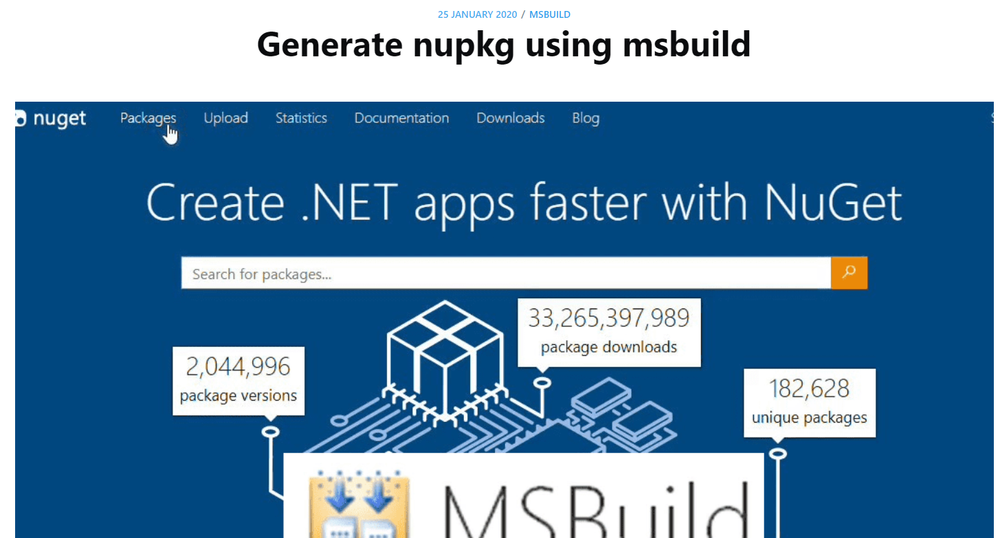 25 JANUARY 2020 / MSBUILD
Generate nupkg using msbuild
nuget Packages Upload Statistics Documentation Downloads Blog
Create .NET apps faster with NuGet
Search for packages...
33,265,397,989
package downloads
2,044,996
package versions
182,628
unique packages
MSBuild